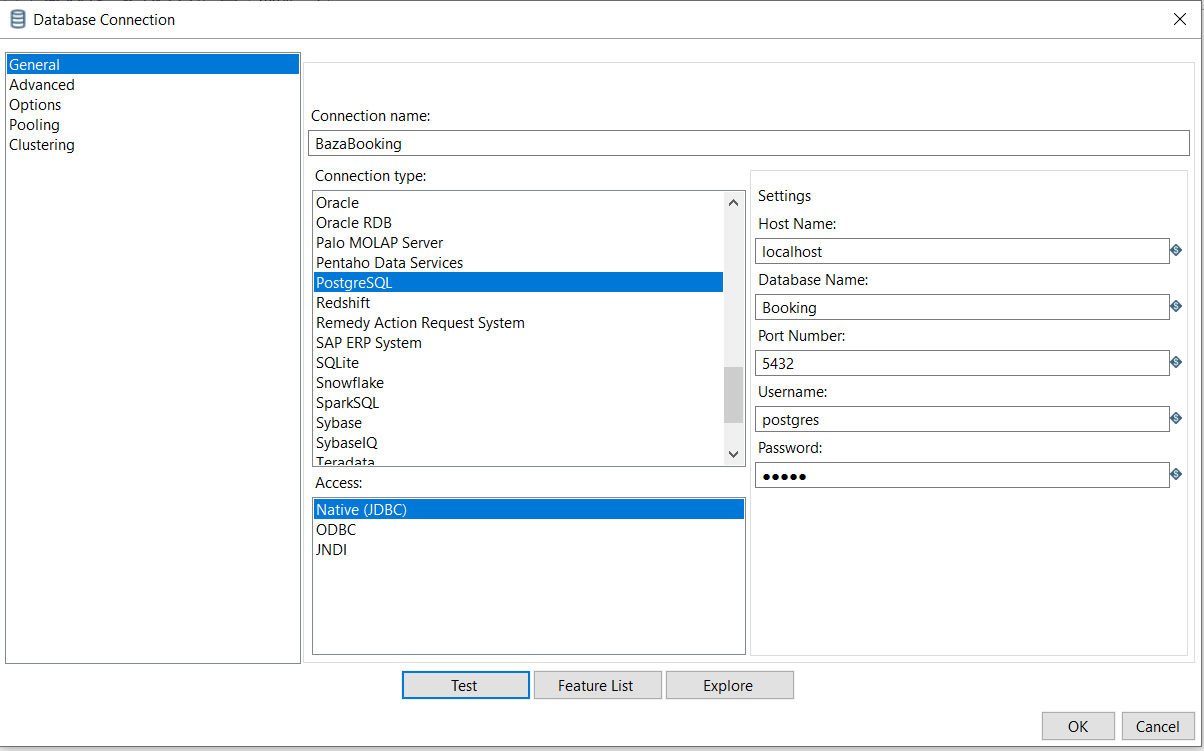 Database Connection
General
Advanced
Options
Pooling
Clustering
Connection name:
BazaBooking
Connection type:
Oracle
Oracle RDB
Palo MOLAP Server
Pentaho Data Services
PostgreSQL
Redshift
Remedy Action Request System
SAP ERP System
SQLite
Snowflake
SparkSQL
Sybase
SybaseIQ
Teradata
Access:
Native (JDBC)
ODBC
JNDI
Settings
Host Name:
localhost
Database Name:
Booking
Port Number:
5432
Username:
postgres
Password:
●●●●●
Test
Feature List
Explore
OK
Cancel